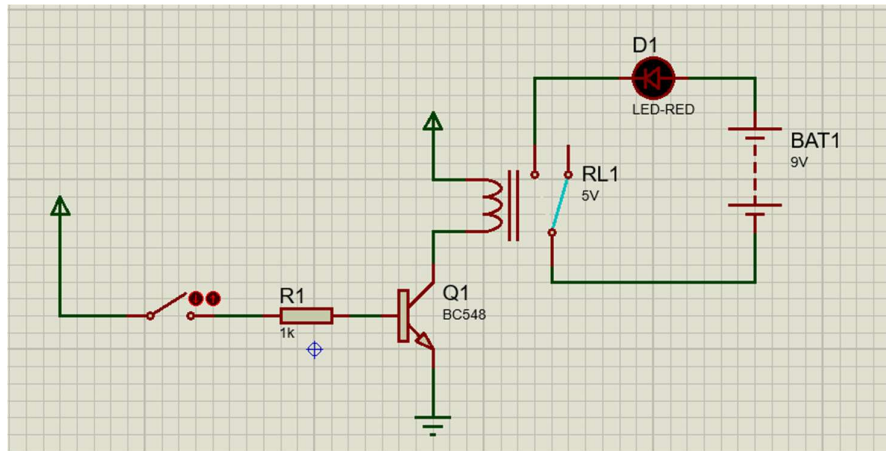 D1
LED-RED
BAT1
9V
RL1
5V
R1
1k
Q1
BC548